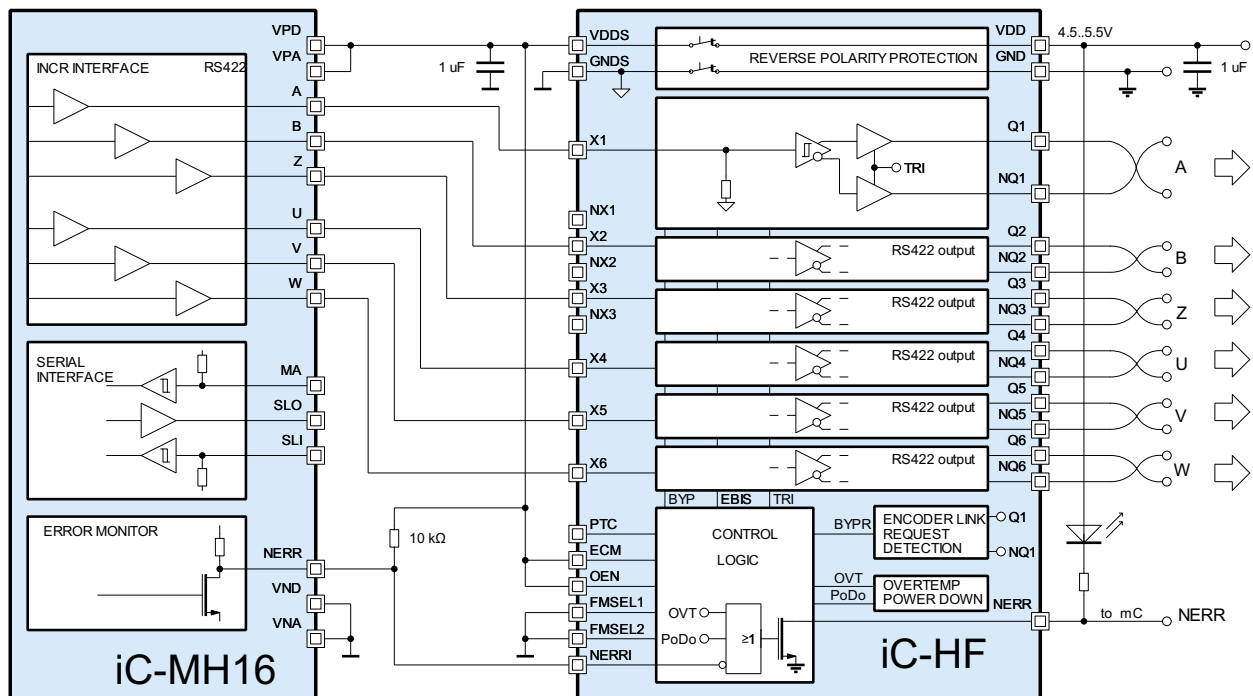 VPD
VPA
INCR INTERFACE
RS422
A
B
Z
U
V
W
SERIAL
INTERFACE
MA
SLO
SLI
ERROR MONITOR
NERR
VND
VNA
iC-MH16
1 uF
10 kΩ
VDDS
GNDS
X1
NX1
X2
NX2
X3
NX3
X4
X5
X6
PTC
ECM
OEN
FMSEL1
FMSEL2
NERRI
REVERSE POLARITY PROTECTION
TRI
RS422 output
RS422 output
RS422 output
RS422 output
RS422 output
BYP
EBIS
TRI
CONTROL
LOGIC
OVT
PoDo
≥1
BYPR
ENCODER LINK
REQUEST
DETECTION
Q1
NQ1
OVT
PoDo
OVERTEMP
POWER DOWN
iC-HF
VDD
GND
Q1
NQ1
Q2
NQ2
Q3
NQ3
Q4
NQ4
Q5
NQ5
Q6
NQ6
NERR
4.5..5.5V
1 uF
A
B
Z
U
V
W
to mC
NERR